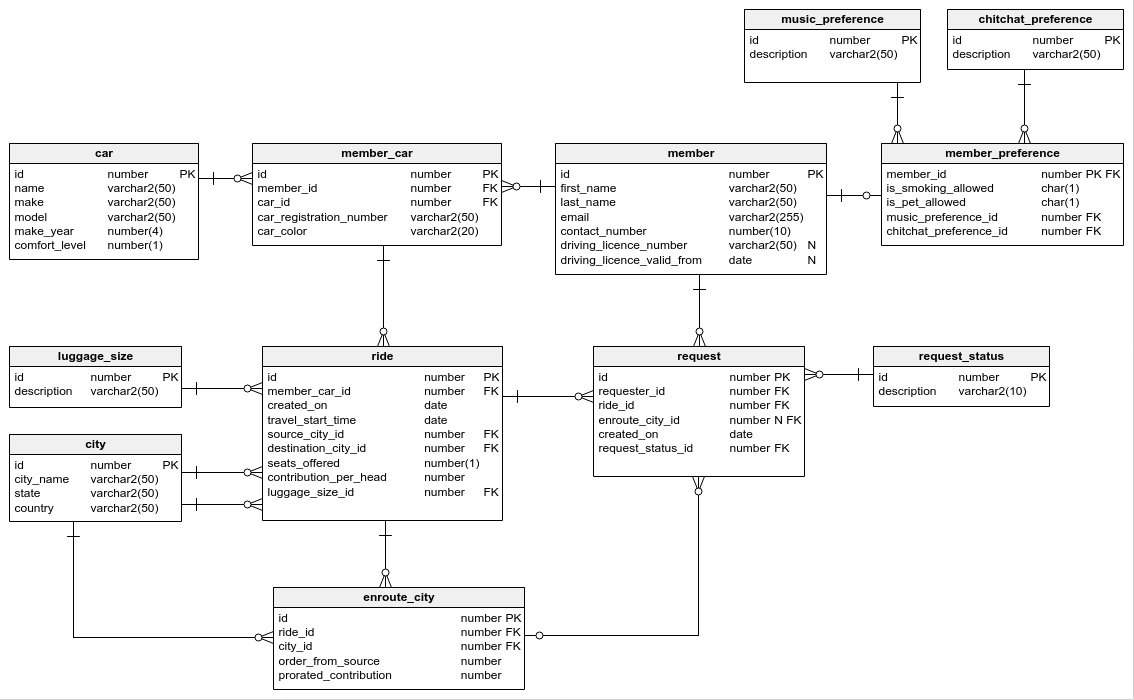 music_preference
id number PK
description varchar2(50)
chitchat_preference
id number PK
description varchar2(50)
car
id number PK
name varchar2(50)
make varchar2(50)
model varchar2(50)
make_year number(4)
comfort_level number(1)
member_car
id number PK
member_id number FK
car_id number FK
car_registration_number varchar2(50)
car_color varchar2(20)
member
id number PK
first_name varchar2(50)
last_name varchar2(50)
email varchar2(255)
contact_number number(10)
driving_licence_number varchar2(50) N
driving_licence_valid_from date N
member_preference
member_id number PK FK
is_smoking_allowed char(1)
is_pet_allowed char(1)
music_preference_id number FK
chitchat_preference_id number FK
luggage_size
id number PK
description varchar2(50)
ride
id number PK
member_car_id number FK
created_on date
travel_start_time date
source_city_id number FK
destination_city_id number FK
seats_offered number(1)
contribution_per_head number
luggage_size_id number FK
request
id number PK
requester_id number FK
ride_id number FK
enroute_city_id number N FK
created_on date
request_status_id number FK
request_status
id number PK
description varchar2(10)
city
id number PK
city_name varchar2(50)
state varchar2(50)
country varchar2(50)
enroute_city
id number PK
ride_id number FK
city_id number FK
order_from_source number
prorated_contribution number